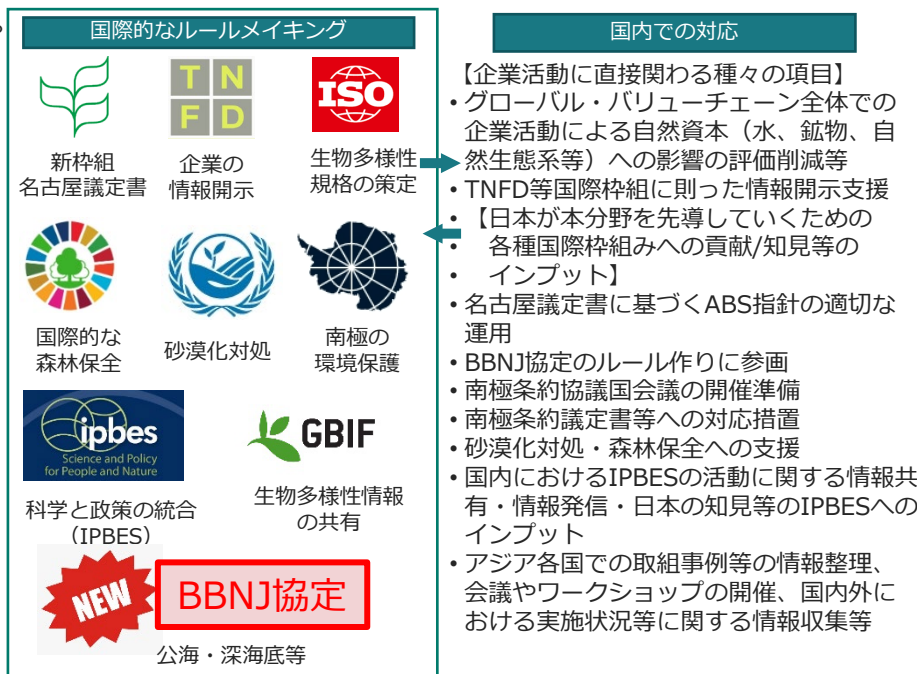 国際的なルールメイキング
新枠組
名古屋議定書
T N
F D
企業の
情報開示
ISO
生物多様性
規格の策定
国際的な
森林保全
砂漠化対処
南極の
環境保護
ipbes
Science and Policy
for People and Nature
科学と政策の統合
（IPBES）
GBIF
生物多様性情報
の共有
NEW
BBNJ協定
公海・深海底等
国内での対応
【企業活動に直接関わる種々の項目】
• グローバル・バリューチェーン全体での
企業活動による自然資本（水、鉱物、自
然生態系等）への影響の評価削減等
• TNFD等国際枠組に則った情報開示支援
• 【日本が本分野を先導していくための
• 各種国際枠組みへの貢献/知見等の
• インプット】
• 名古屋議定書に基づくABS指針の適切な
運用
• BBNJ協定のルール作りに参画
• 南極条約協議国会議の開催準備
• 南極条約議定書等への対応措置
• 砂漠化対処・森林保全への支援
• 国内におけるIPBESの活動に関する情報共
有・情報発信・日本の知見等のIPBESへの
インプット
• アジア各国での取組事例等の情報整理、
会議やワークショップの開催、国内外に
おける実施状況等に関する情報収集等